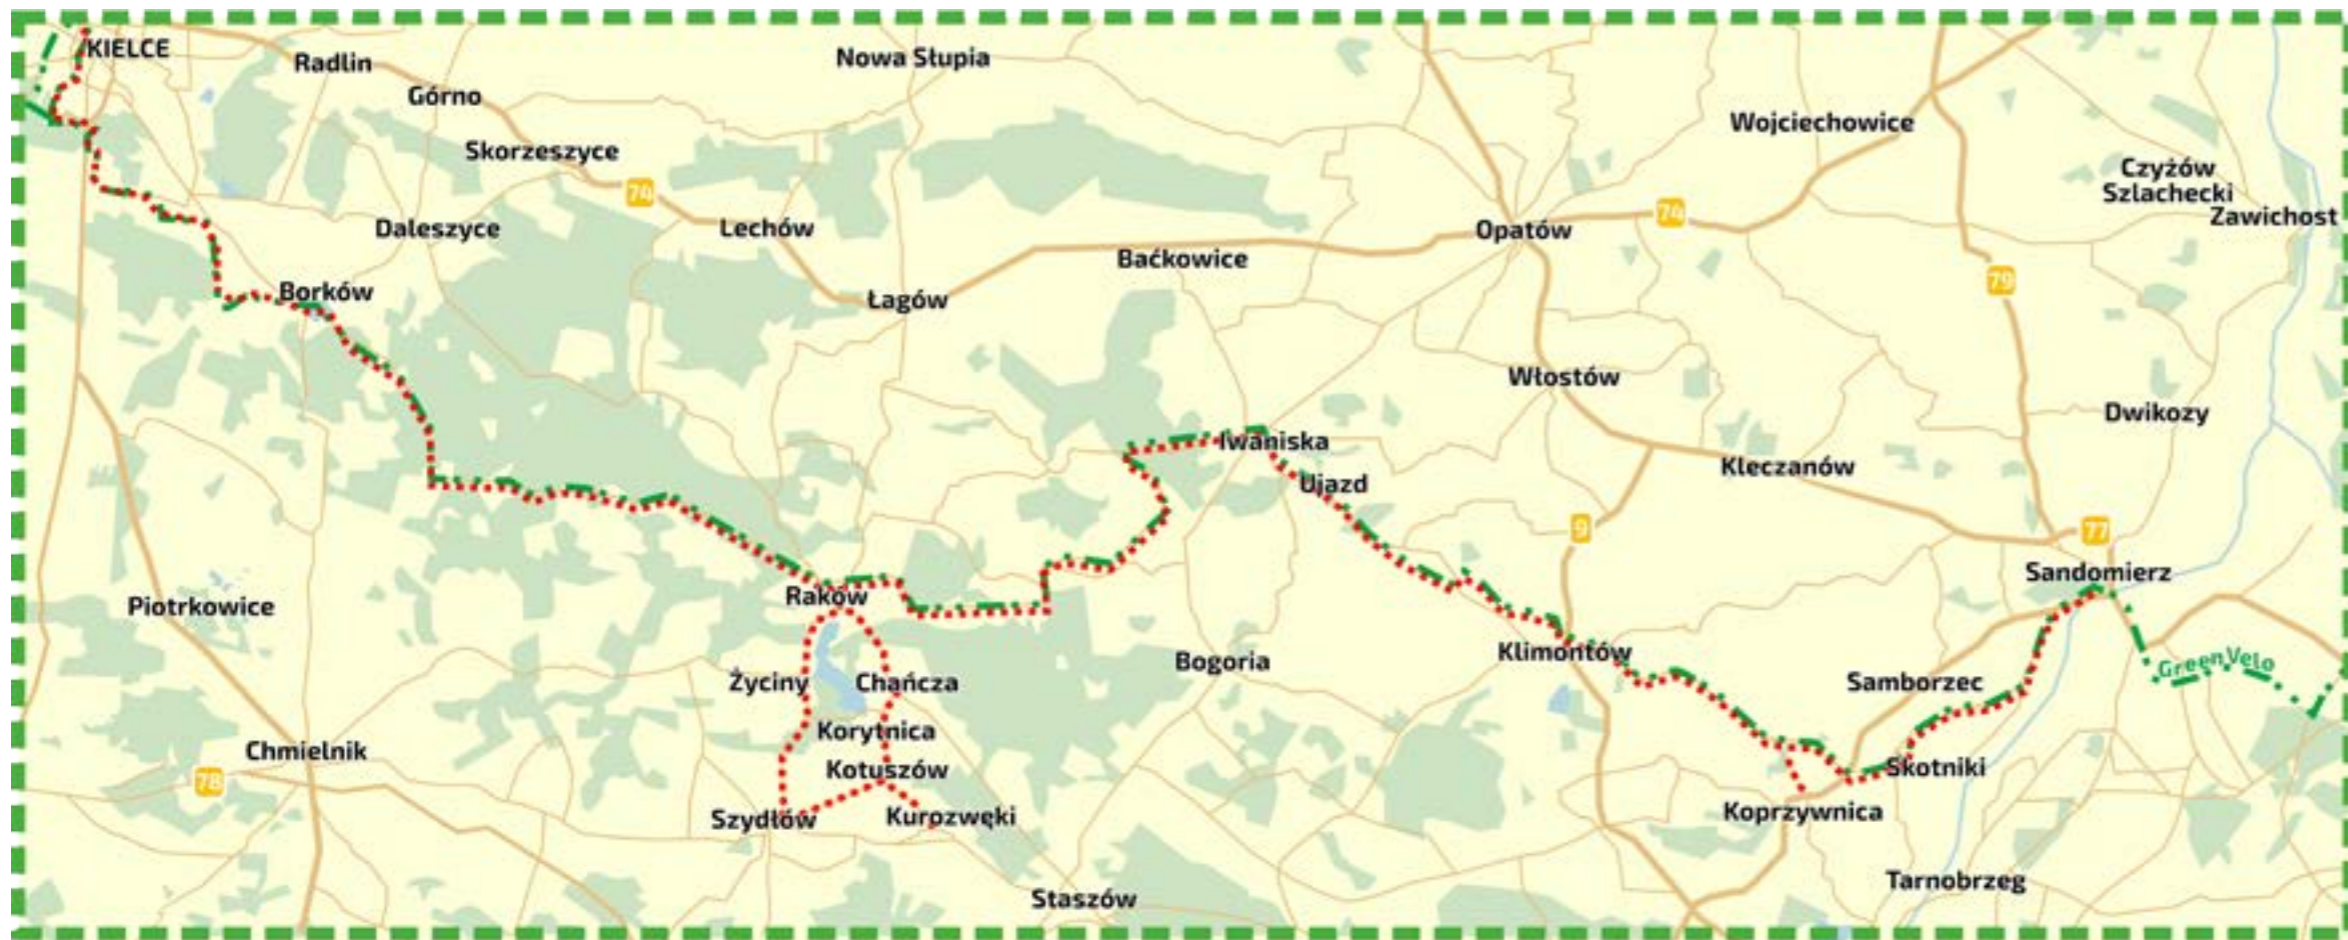 KIELCE
Radlin
Nowa Słupia
Górno
Wojciechowice
Skorzeszyce
Czyżów
Szlachecki
74
74
Zawichost
Daleszyce
Lechów
Opatów
Baćkowice
79
Borków
Łagów
Włostów
Dwikozy
Iwaniska
Kleczanów
Ujazd
9
77
Sandomierz
Raków
Piotrkowice
Klimontów
Bogoria
GreenVelo
Życiny
Chańcza
Samborzec
Korytnica
Chmielnik
Kotuszów
Skotniki
78
Szydłów
Kurozwęki
Koprzywnica
Tarnobrzeg
Staszów